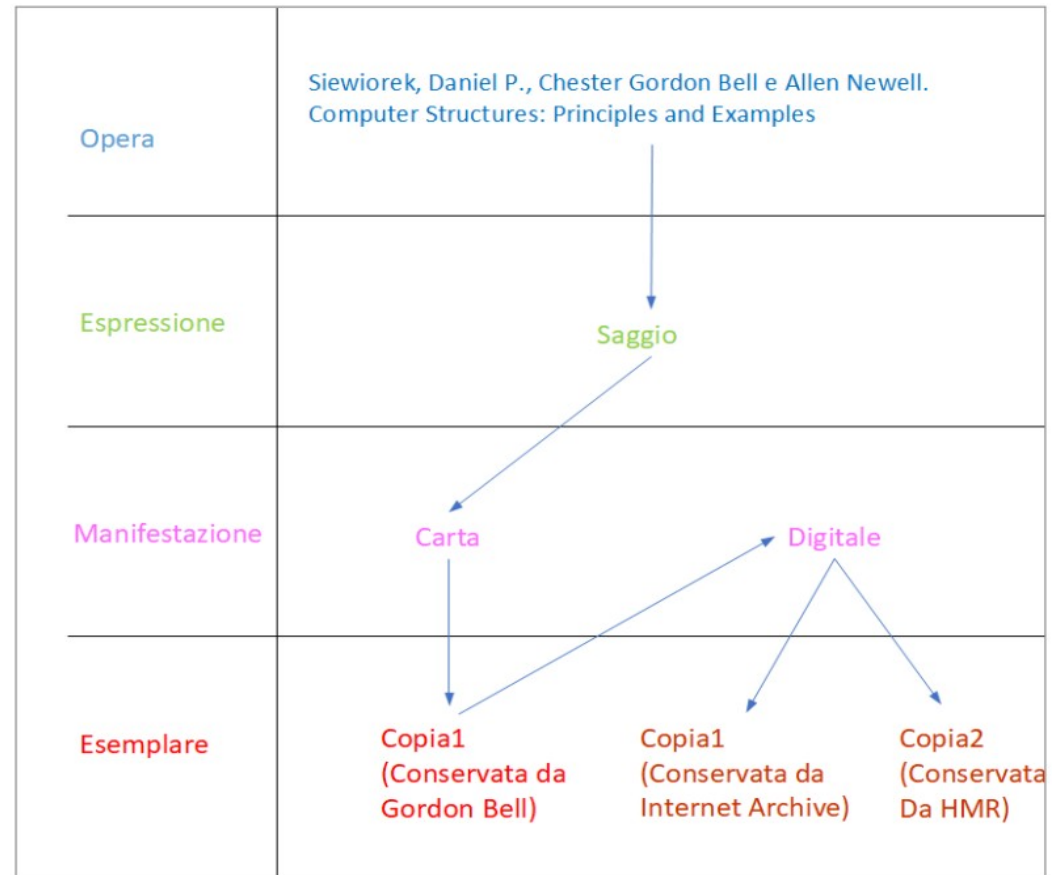 Opera
Siewiorek, Daniel P., Chester Gordon Bell e Allen Newell.
Computer Structures: Principles and Examples
Espressione
Saggio
Manifestazione
Carta
Digitale
Esemplare
Copia1
(Conservata da
Gordon Bell)
Copia1
(Conservata da
Internet Archive)
Copia2
(Conservata
Da HMR)